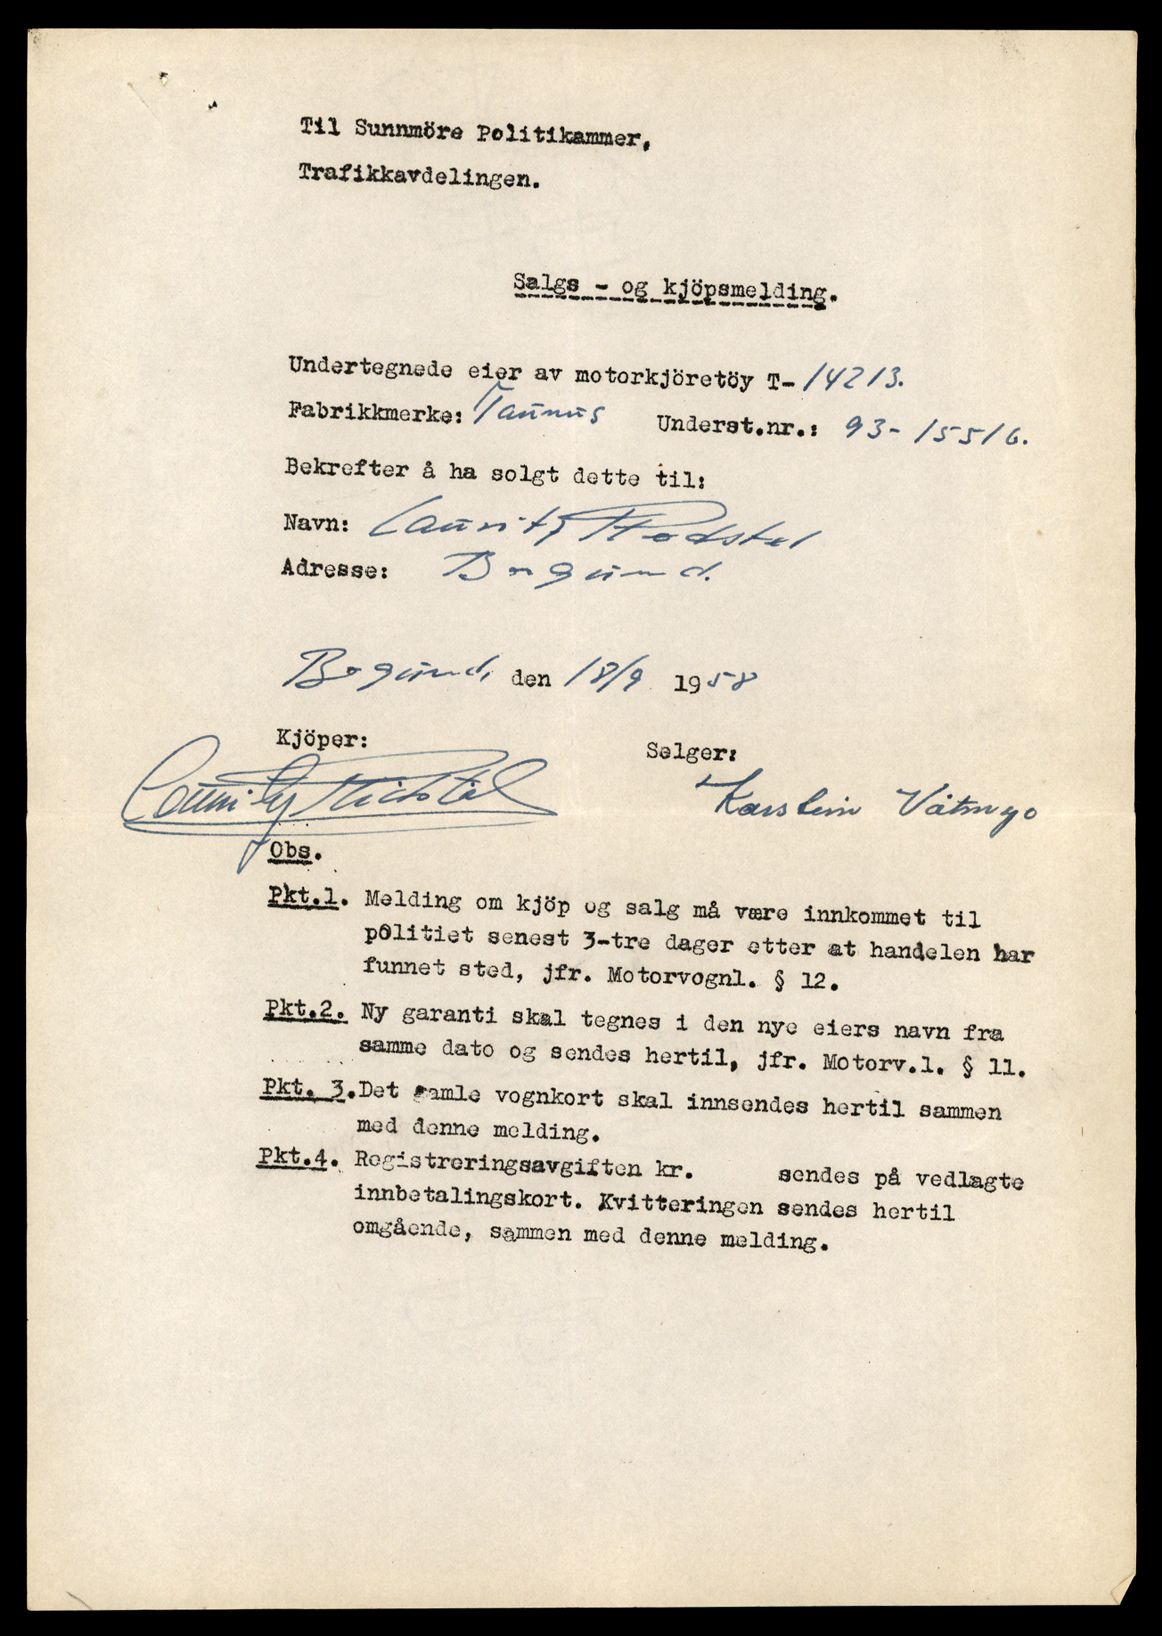 Til Sunnmöre Politikammer,
Trafikkavdelingen.
Salgs - og kjöpsmelding.
Undertegnede eier av motorkjöretöy T- 14213.
Fabrikkmerke: Taunus Underst.nr.: 93-15516.
Bekrefter å ha solgt dette til:
Navn: Lauritz
Adresse: Borgund.
Borgund, den 18/9 1958
Kjöper: Selger:
Karstein
Obs.
Pkt.1. Melding om kjöp og salg må være innkommet til
politiet senest 3-tre dager etter at handelen har
funnet sted, jfr. Motorvognl. § 12.
Pkt.2. Ny garanti skal tegnes i den nye eiers navn fra
samme dato og sendes hertil, jfr. Motorv.l. § 11.
Pkt. 3. Det gamle vognkort skal innsendes hertil sammen
med denne melding.
Pkt.4. Registreringsavgiften kr. sendes på vedlagte
innbetalingskort. Kvitteringen sendes hertil
omgående, sammen med denne melding.